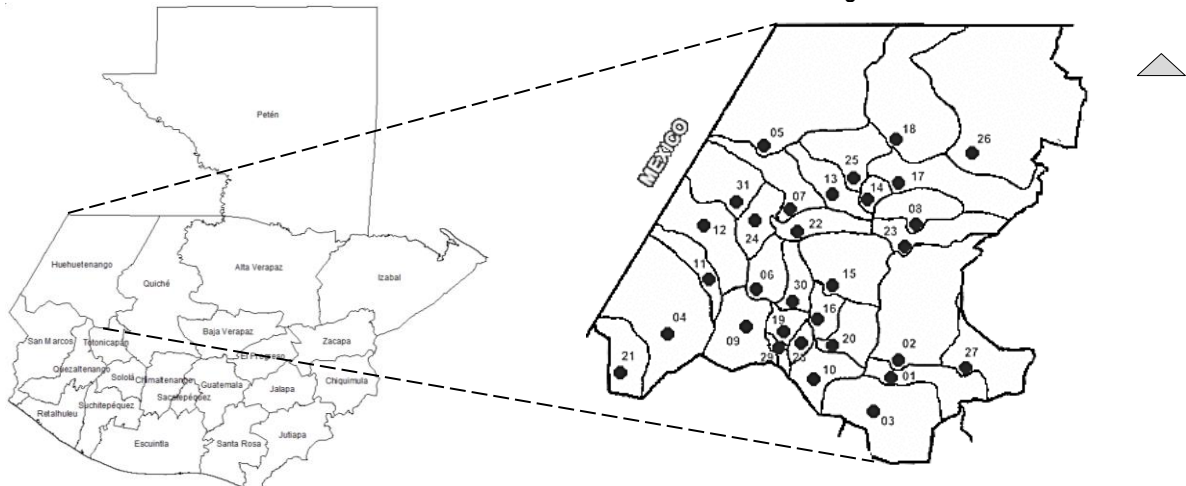 g
Petén
Huehuetenango
Quiché
Alta Verapaz
Izabal
Baja Verapaz
Zacapa
San Marcos
Totonicapán
El Progreso
Quezaltenango
Sololá
Chimaltenango
Guatemala
Jalapa
Chiquimula
Sacatepéquez
Retalhuleu
Suchitepéquez
Escuintla
Santa Rosa
Jutiapa
MEXICO
05
18
26
25
17
13
14
31
07
08
12
24
22
23
11
06
15
30
16
04
09
19
20
02
27
21
29
10
01
03